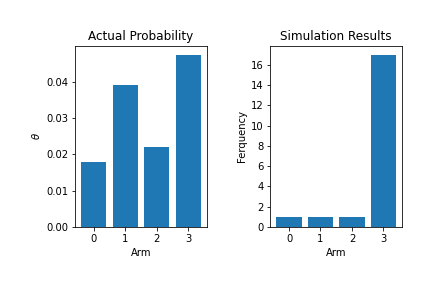 Actual Probability
0.04
0.03
0.02
0.01
0.00
θ
0 1 2 3
Arm
Simulation Results
16
14
12
10
8
6
4
2
0
Ferquency
0 1 2 3
Arm